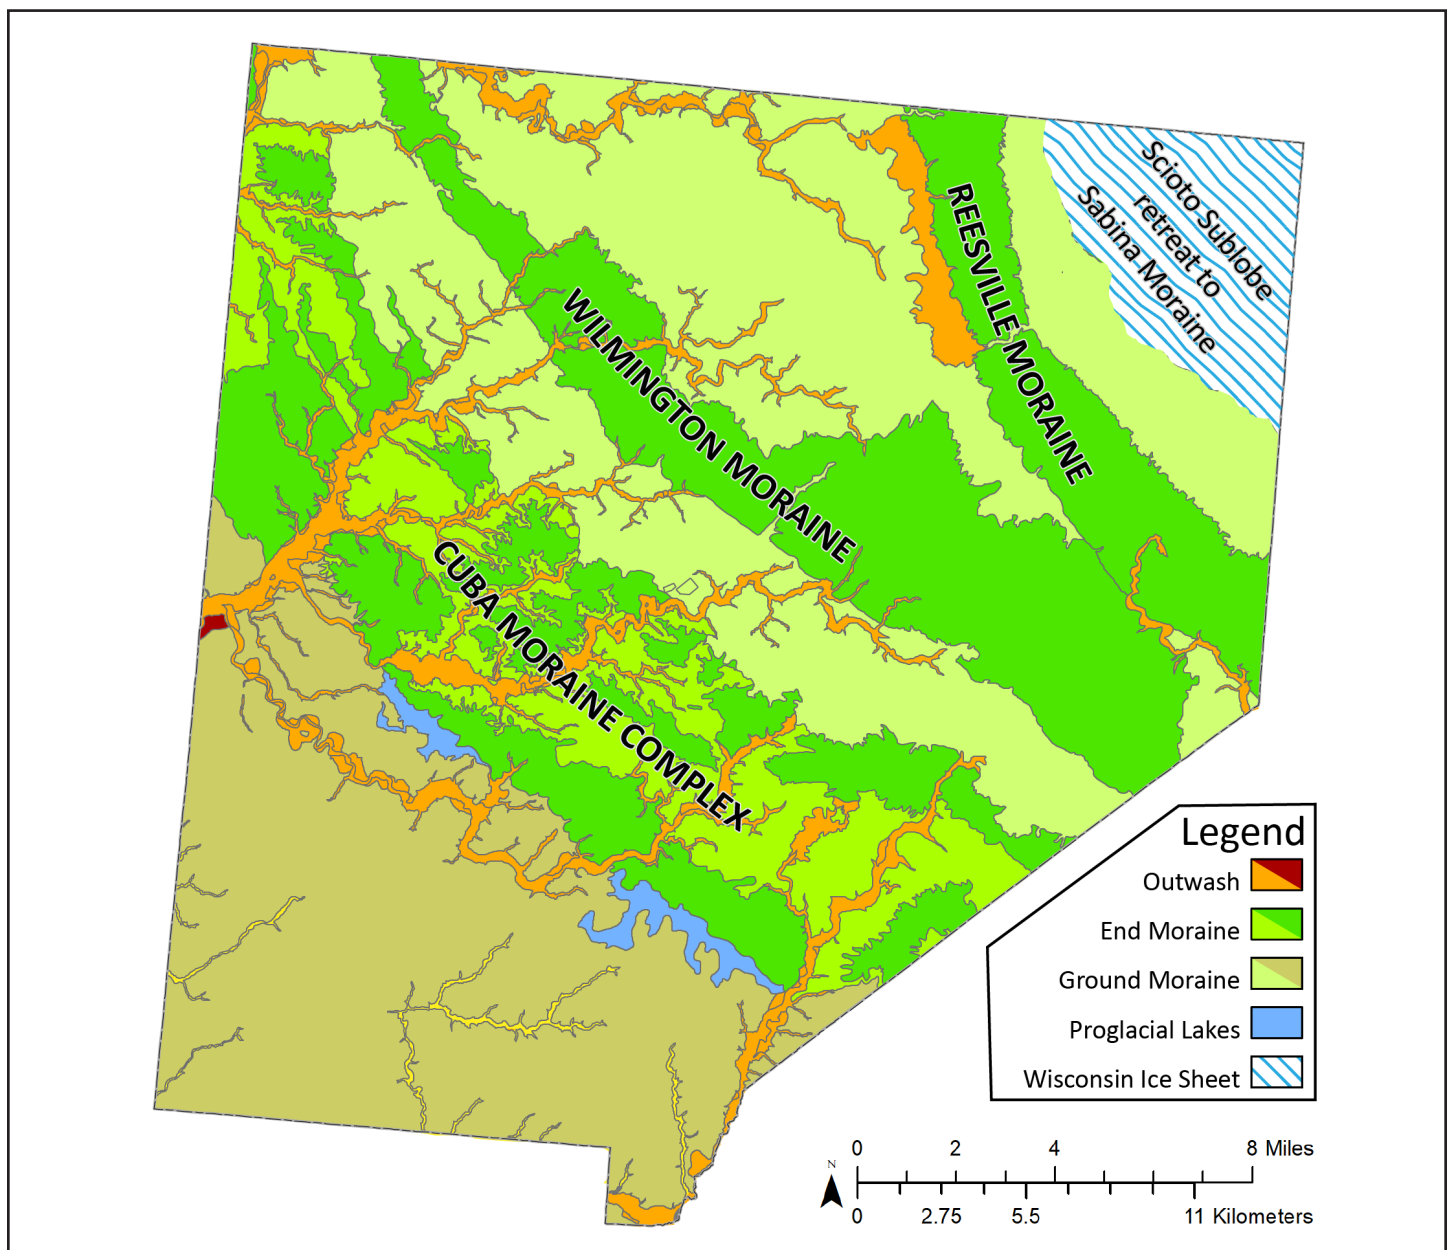 Scioto Sublobe
retreat to
Sabina Moraine
REESVILLE MORAINE
WILMINGTON MORAINE
CUBA MORAINE COMPLEX
Legend
Outwash
End Moraine
Ground Moraine
Proglacial Lakes
Wisconsin Ice Sheet
N
0 2 4 8 Miles
0 2.75 5.5 11 Kilometers